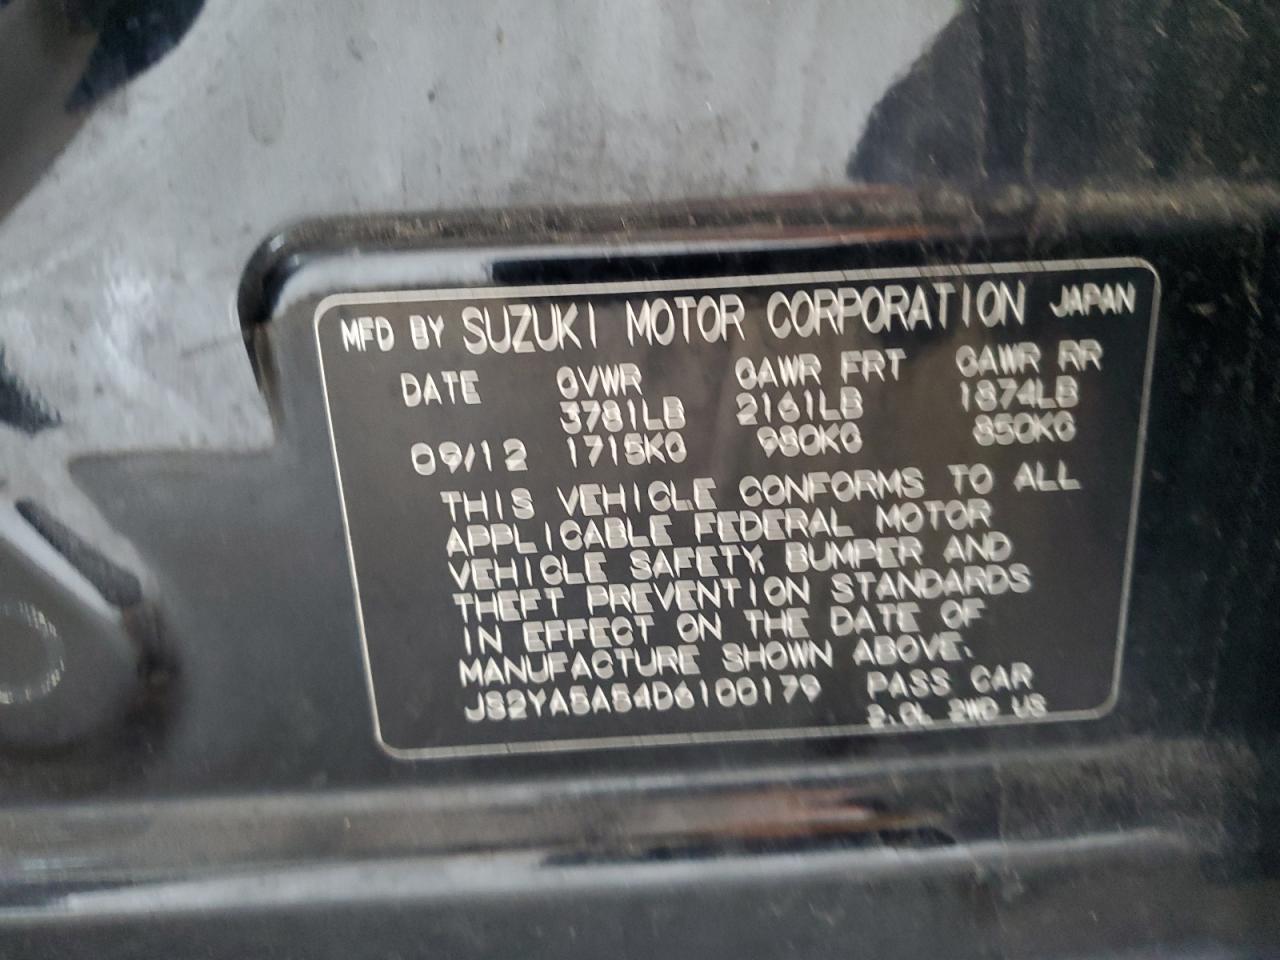 MFD BY SUZUKI MOTOR CORPORATION JAPAN
DATE GVWR GAWR FRT GAWR RR
3781LB 2161LB 1874LB
09/12 1715KG 980KG 850KG
THIS VEHICLE CONFORMS TO ALL
APPLICABLE FEDERAL MOTOR
VEHICLE SAFETY, BUMPER AND
THEFT PREVENTION STANDARDS
IN EFFECT ON THE DATE OF
MANUFACTURE SHOWN ABOVE.
JS2YA5A54D6100179 PASS CAR
2.0L 2WD US